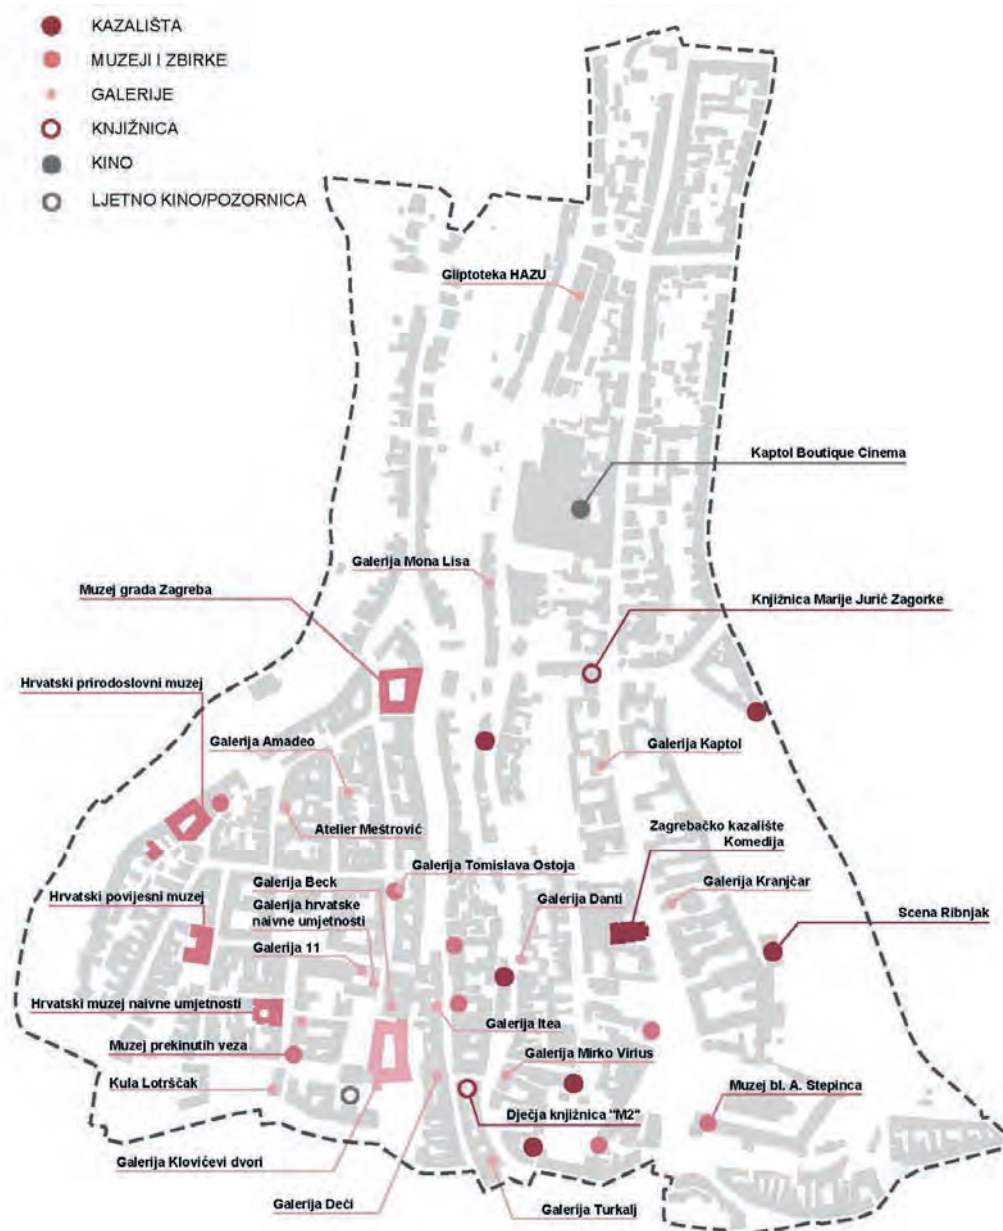 KAZALIŠTA
MUZEJI I ZBIRKE
GALERIJE
KNJIŽNICA
KINO
LJETNO KINO/POZORNICA
Gliptoteka HAZU
Kaptol Boutique Cinema
Galerija Mona Lisa
Muzej grada Zagreba
Knjižnica Marije Jurić Zagorke
Hrvatski prirodoslovni muzej
Galerija Amadeo
Galerija Kaptol
Atelier Meštrović
Zagrebačko kazalište
Komedija
Galerija Tomislava Ostoja
Galerija Beck
Galerija Kranjčar
Hrvatski povijesni muzej
Galerija hrvatske
naivne umjetnosti
Galerija Danti
Scena Ribnjak
Galerija 11
Hrvatski muzej naivne umjetnosti
Galerija Itea
Muzej prekinutih veza
Galerija Mirko Virius
Kula Lotrščak
Muzej bl. A. Stepinca
Dječja knjižnica "M2"
Galerija Klovićevi dvori
Galerija Deči
Galerija Turkalj